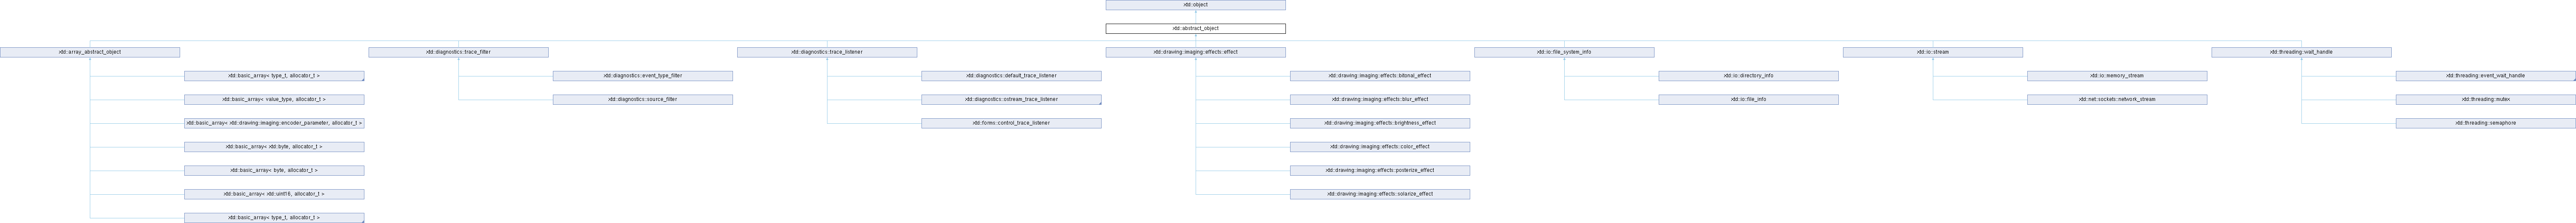 xtd::object
xtd::abstract_object
xtd::array_abstract_object
xtd::diagnostics::trace_filter
xtd::diagnostics::trace_listener
xtd::drawing::imaging::effects::effect
xtd::io::file_system_info
xtd::io::stream
xtd::threading::wait_handle
xtd::basic_array< type_t, allocator_t >
xtd::diagnostics::event_type_filter
xtd::diagnostics::default_trace_listener
xtd::drawing::imaging::effects::bitonal_effect
xtd::io::directory_info
xtd::io::memory_stream
xtd::threading::event_wait_handle
xtd::basic_array< value_type, allocator_t >
xtd::diagnostics::source_filter
xtd::diagnostics::ostream_trace_listener
xtd::drawing::imaging::effects::blur_effect
xtd::io::file_info
xtd::net::sockets::network_stream
xtd::threading::mutex
xtd::basic_array< xtd::drawing::imaging::encoder_parameter, allocator_t >
xtd::forms::control_trace_listener
xtd::drawing::imaging::effects::brightness_effect
xtd::threading::semaphore
xtd::basic_array< xtd::byte, allocator_t >
xtd::drawing::imaging::effects::color_effect
xtd::basic_array< byte, allocator_t >
xtd::drawing::imaging::effects::posterize_effect
xtd::basic_array< xtd::uint16, allocator_t >
xtd::drawing::imaging::effects::solarize_effect
xtd::basic_array< type_t, allocator_t >